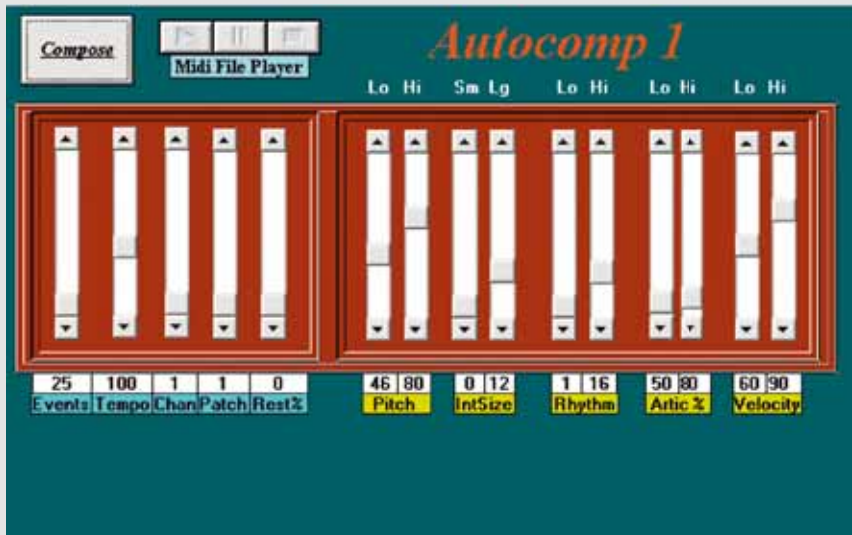 Compose
Midi File Player
Autocomp 1
Lo Hi Sm Lg Lo Hi Lo Hi Lo Hi
25 100 1 1 0 46 80 0 12 1 16 50 80 60 90
Events Tempo Chan Patch Rest% Pitch IntSize Rhythm Artic % Velocity